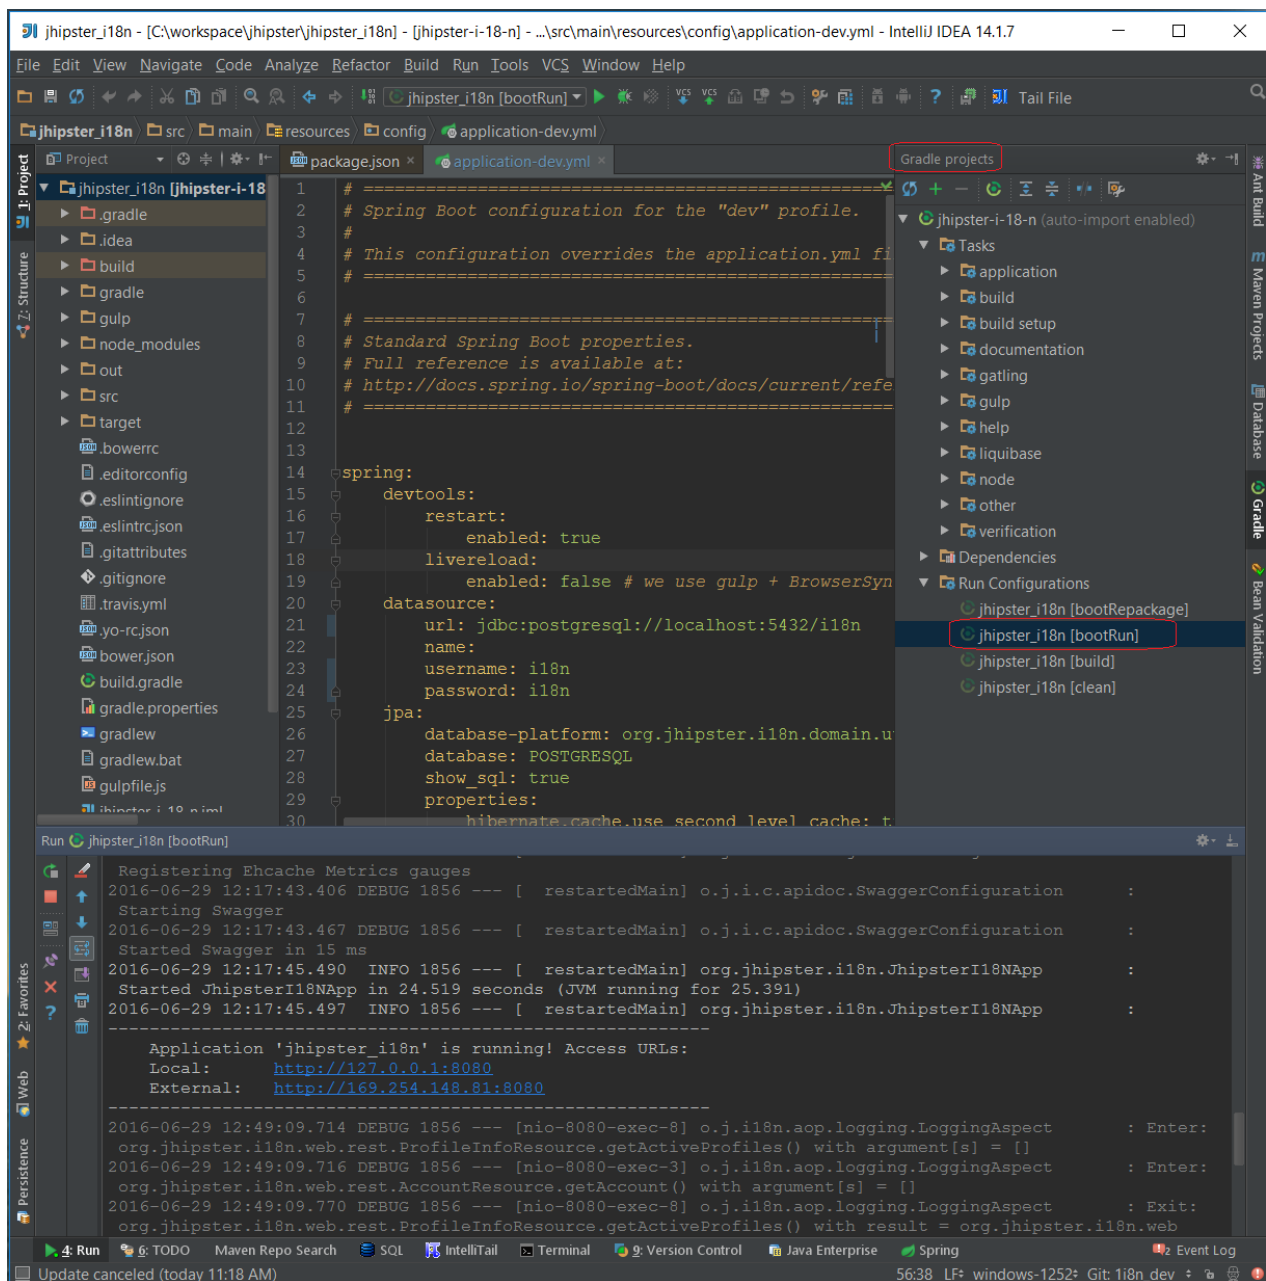 jhipster_i18n - [C:\workspace\jhipster\jhipster_i18n] - [jhipster-i-18-n] - ...\src\main\resources\config\application-dev.yml - IntelliJ IDEA 14.1.7
File Edit View Navigate Code Analyze Refactor Build Run Tools VCS Window Help
jhipster_i18n [bootRun] VCS VCS ? Tail File
jhipster_i18n src main resources config application-dev.yml
1: Project
Z: Structure
2: Favorites
Web
Persistence
Project
jhipster_i18n [jhipster-i-18
.gradle
.idea
build
gradle
gulp
node_modules
out
src
target
.bowerrc
.editorconfig
.eslintignore
.eslintrc.json
.gitattributes
.gitignore
.travis.yml
.yo-rc.json
bower.json
build.gradle
gradle.properties
gradlew
gradlew.bat
gulpfile.js
jhipster-i-18-n.iml
package.json × application-dev.yml ×
1 # ====================================================
2 # Spring Boot configuration for the "dev" profile.
3 #
4 # This configuration overrides the application.yml fi
5 # ====================================================
6
7 # ====================================================
8 # Standard Spring Boot properties.
9 # Full reference is available at:
10 # http://docs.spring.io/spring-boot/docs/current/refe
11 # ====================================================
12
13
14 spring:
15 devtools:
16 restart:
17 enabled: true
18 livereload:
19 enabled: false # we use gulp + BrowserSyn
20 datasource:
21 url: jdbc:postgresql://localhost:5432/i18n
22 name:
23 username: i18n
24 password: i18n
25 jpa:
26 database-platform: org.jhipster.i18n.domain.u
27 database: POSTGRESQL
28 show_sql: true
29 properties:
30 hibernate.cache.use_second_level_cache: t
Gradle projects
jhipster-i-18-n (auto-import enabled)
Tasks
application
build
build setup
documentation
gatling
gulp
help
liquibase
node
other
verification
Dependencies
Run Configurations
jhipster_i18n [bootRepackage]
jhipster_i18n [bootRun]
jhipster_i18n [build]
jhipster_i18n [clean]
Ant Build
Maven Projects
Database
Gradle
Bean Validation
Run jhipster_i18n [bootRun]
Registering Ehcache Metrics gauges
2016-06-29 12:17:43.406 DEBUG 1856 --- [  restartedMain] o.j.i.c.apidoc.SwaggerConfiguration :
Starting Swagger
2016-06-29 12:17:43.467 DEBUG 1856 --- [  restartedMain] o.j.i.c.apidoc.SwaggerConfiguration :
Started Swagger in 15 ms
2016-06-29 12:17:45.490  INFO 1856 --- [  restartedMain] org.jhipster.i18n.JhipsterI18NApp :
Started JhipsterI18NApp in 24.519 seconds (JVM running for 25.391)
2016-06-29 12:17:45.497  INFO 1856 --- [  restartedMain] org.jhipster.i18n.JhipsterI18NApp :
----------------------------------------------------------
Application 'jhipster_i18n' is running! Access URLs:
Local: http://127.0.0.1:8080
External: http://169.254.148.81:8080
----------------------------------------------------------
2016-06-29 12:49:09.714 DEBUG 1856 --- [nio-8080-exec-8] o.j.i18n.aop.logging.LoggingAspect : Enter:
org.jhipster.i18n.web.rest.ProfileInfoResource.getActiveProfiles() with argument[s] = []
2016-06-29 12:49:09.716 DEBUG 1856 --- [nio-8080-exec-3] o.j.i18n.aop.logging.LoggingAspect : Enter:
org.jhipster.i18n.web.rest.AccountResource.getAccount() with argument[s] = []
2016-06-29 12:49:09.770 DEBUG 1856 --- [nio-8080-exec-8] o.j.i18n.aop.logging.LoggingAspect : Exit:
org.jhipster.i18n.web.rest.ProfileInfoResource.getActiveProfiles() with result = org.jhipster.i18n.web
4: Run 6: TODO Maven Repo Search SQL IntelliTail Terminal 9: Version Control Java Enterprise Spring 2 Event Log
Update canceled (today 11:18 AM) 56:38 LF windows-1252 Git: 1i8n_dev